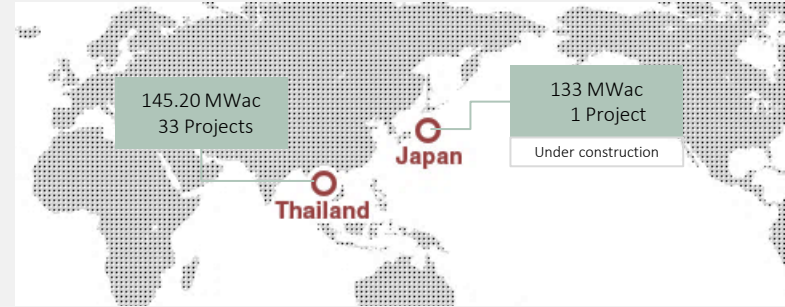 145.20 MWac
33 Projects
133 MWac
1 Project
Under construction
Japan
Thailand